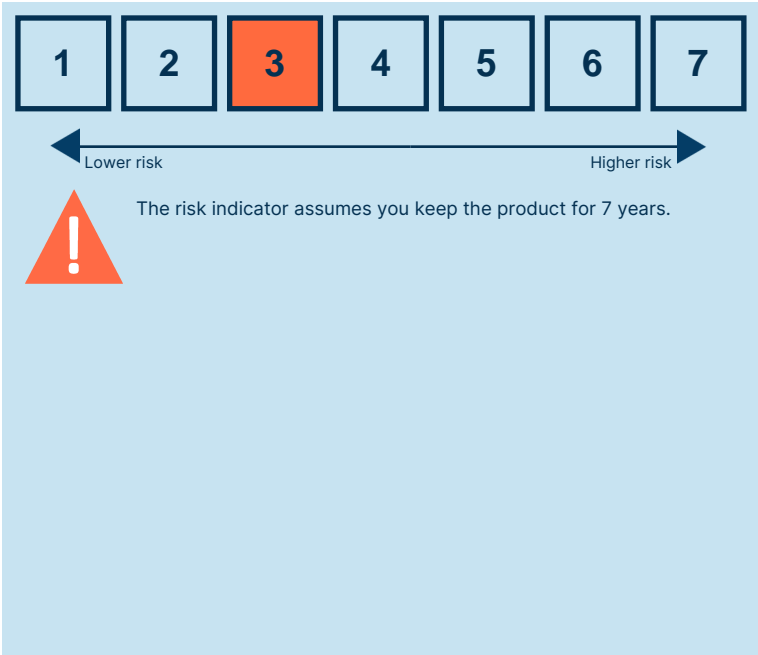 1 2 3 4 5 6 7
Lower risk Higher risk
! The risk indicator assumes you keep the product for 7 years.